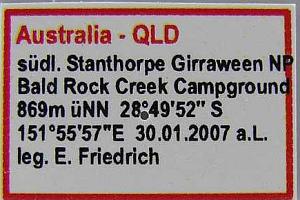 Australia - QLD
südl. Stanthorpe Girraween NP
Bald Rock Creek Campground
869m üNN 28°49'52" S
151°55'57"E 30.01.2007 a.L.
leg. E. Friedrich